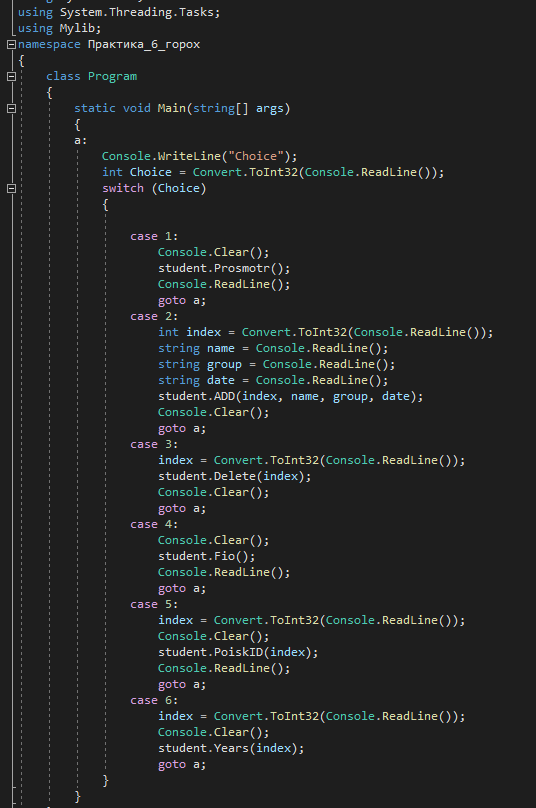 using System.Threading.Tasks;
using Mylib;
namespace Практика_6_горох
{
class Program
{
static void Main(string[] args)
{
a:
Console.WriteLine("Choice");
int Choice = Convert.ToInt32(Console.ReadLine());
switch (Choice)
{
case 1:
Console.Clear();
student.Prosmotr();
Console.ReadLine();
goto a;
case 2:
int index = Convert.ToInt32(Console.ReadLine());
string name = Console.ReadLine();
string group = Console.ReadLine();
string date = Console.ReadLine();
student.ADD(index, name, group, date);
Console.Clear();
goto a;
case 3:
index = Convert.ToInt32(Console.ReadLine());
student.Delete(index);
Console.Clear();
goto a;
case 4:
Console.Clear();
student.Fio();
Console.ReadLine();
goto a;
case 5:
index = Convert.ToInt32(Console.ReadLine());
Console.Clear();
student.PoiskID(index);
Console.ReadLine();
goto a;
case 6:
index = Convert.ToInt32(Console.ReadLine());
Console.Clear();
student.Years(index);
goto a;
}
}